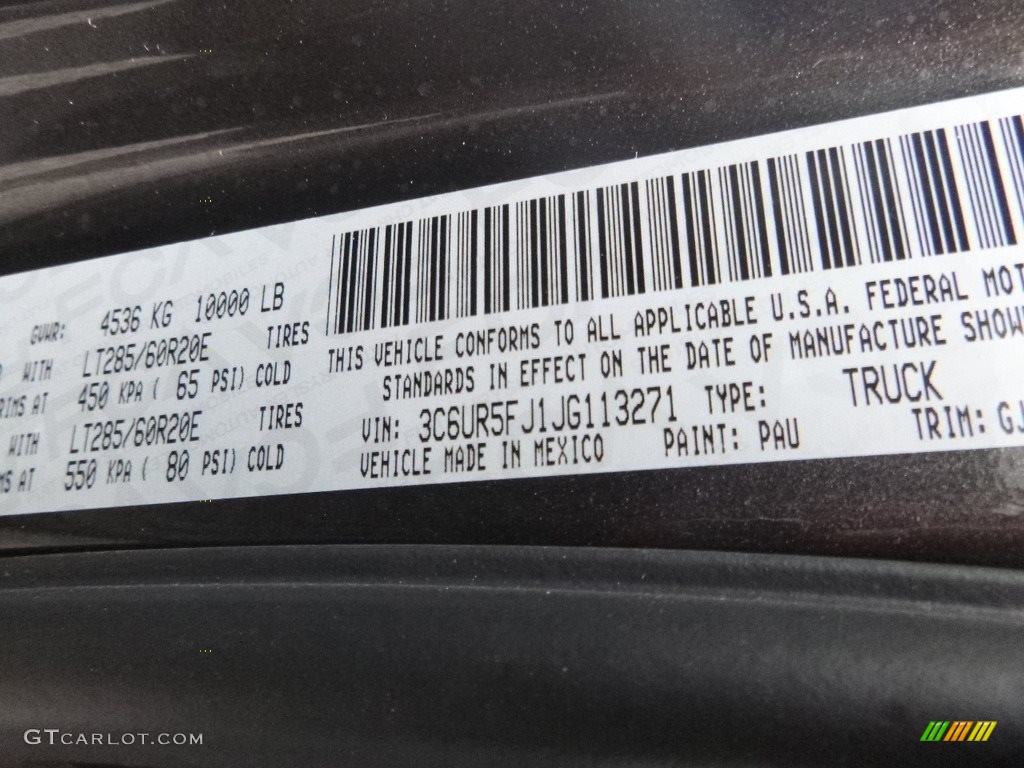 GVWR: 4536 KG 10000 LB
WITH LT285/60R20E TIRES
RIMS AT 450 KPA ( 65 PSI) COLD
WITH LT285/60R20E TIRES
AT 550 KPA ( 80 PSI) COLD
THIS VEHICLE CONFORMS TO ALL APPLICABLE U.S.A. FEDERAL MOT
STANDARDS IN EFFECT ON THE DATE OF MANUFACTURE SHOW
VIN: 3C6UR5FJ1JG113271 TYPE: TRUCK
VEHICLE MADE IN MEXICO PAINT: PAU TRIM: GJ
GTCARLOT.COM